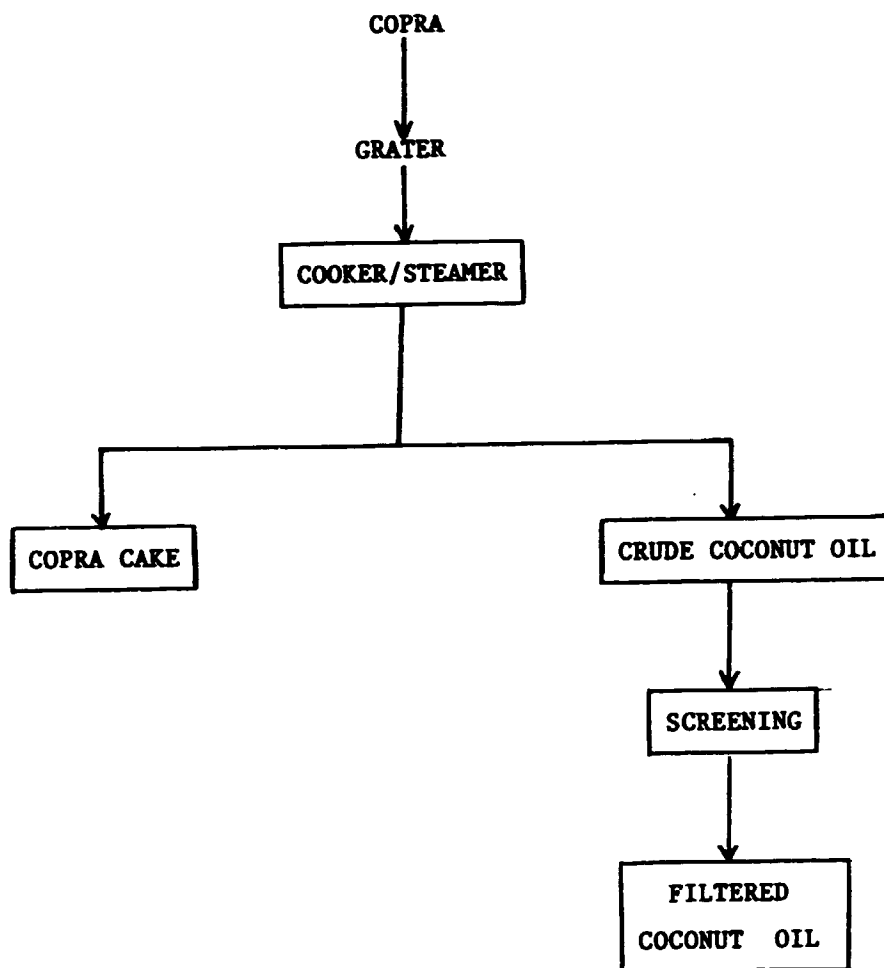 COPRA
GRATER
COOKER/STEAMER
COPRA CAKE
CRUDE COCONUT OIL
SCREENING
FILTERED
COCONUT OIL